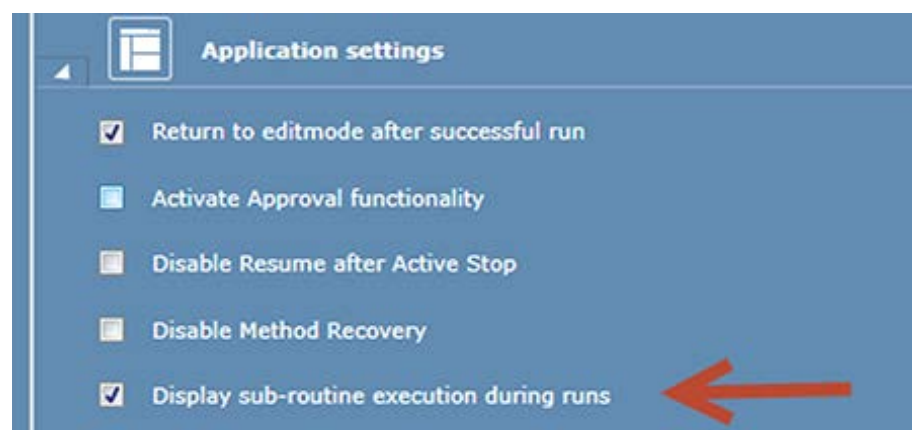 Application settings
Return to editmode after successful run
Activate Approval functionality
Disable Resume after Active Stop
Disable Method Recovery
Display sub-routine execution during runs